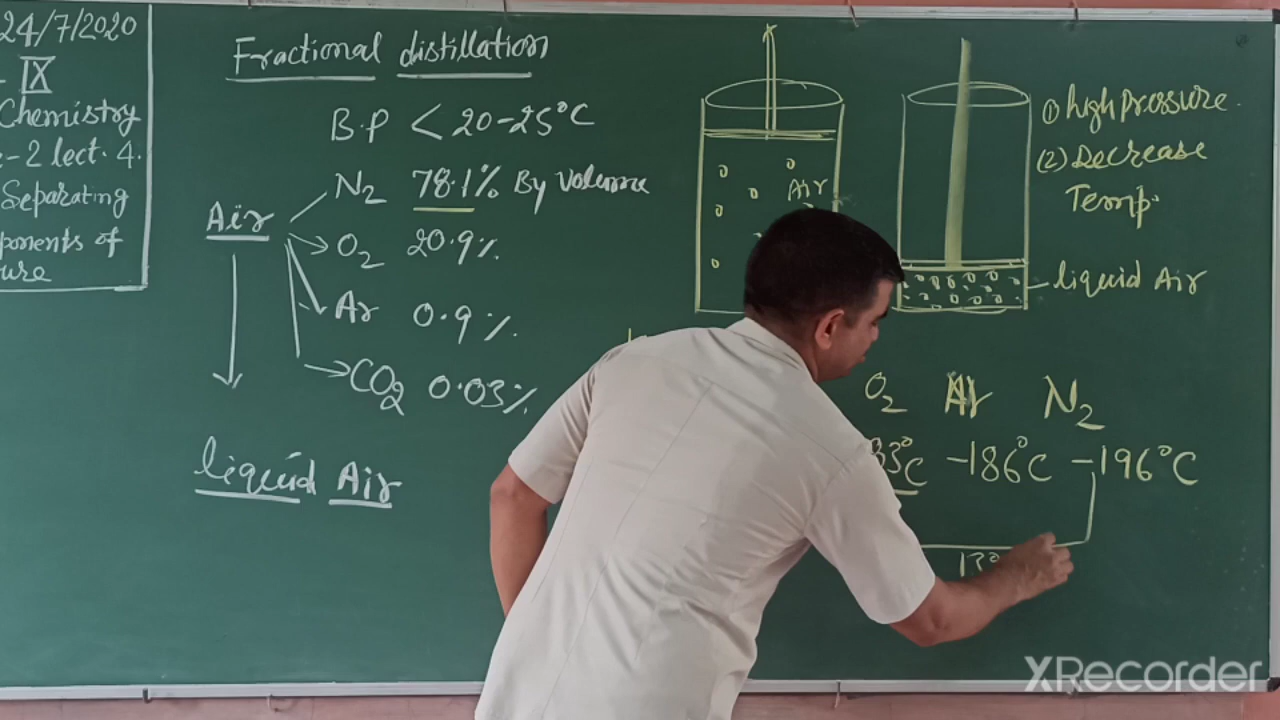 24/7/2020
- IX
Chemistry
-2 lect. 4.
Separating
ponents of
ure
Fractional distillation
B.P < 20-25°C
Air
N2 78.1% By Volume
O2 20.9%.
Ar 0.9%.
CO2 0.03%.
liquid Air
Air
① high pressure.
(2) Decrease
Temp.
liquid Air
O2 Ar N2
83°C -186°C -196°C
13°
XRecorder